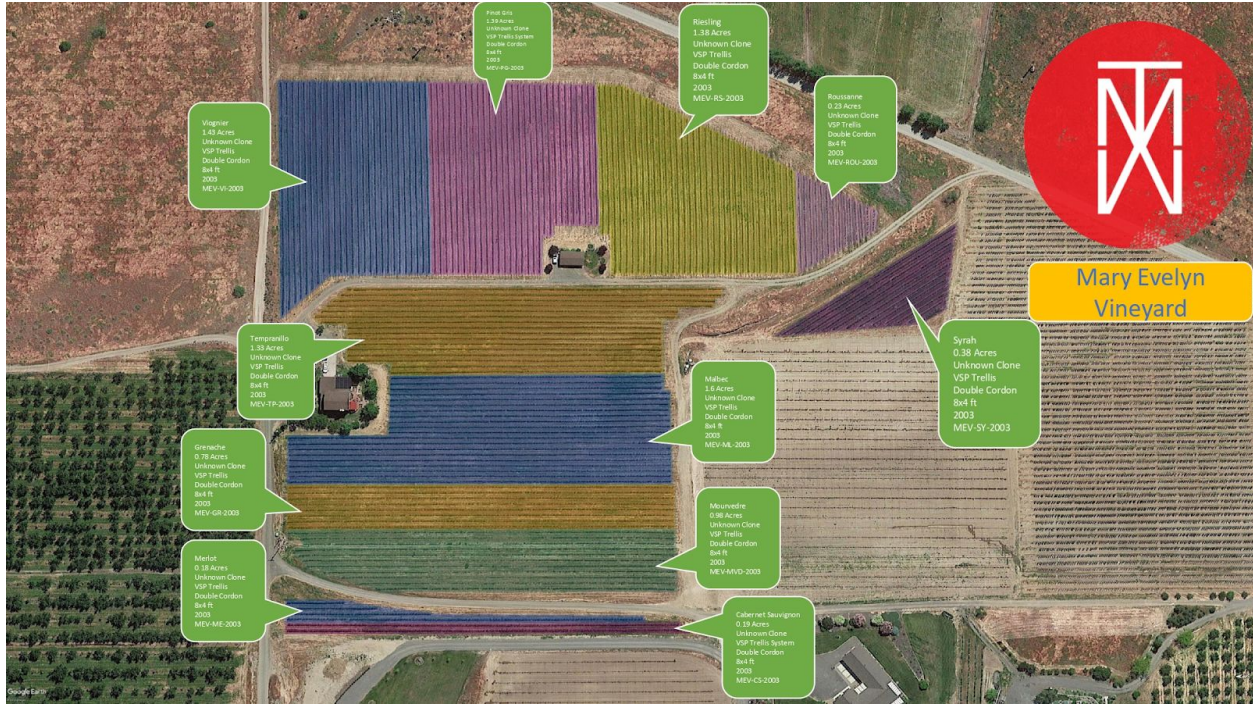 Pinot Gris
1.38 Acres
Unknown Clone
VSP Trellis System
Double Cordon
8x4 ft
2003
MEV-PG-2003
Riesling
1.38 Acres
Unknown Clone
VSP Trellis
Double Cordon
8x4 ft
2003
MEV-RS-2003
Roussanne
0.23 Acres
Unknown Clone
VSP Trellis
Double Cordon
8x4 ft
2003
MEV-ROU-2003
Viognier
1.43 Acres
Unknown Clone
VSP Trellis
Double Cordon
8x4 ft
2003
MEV-VI-2003
Mary Evelyn
Vineyard
Tempranillo
1.33 Acres
Unknown Clone
VSP Trellis
Double Cordon
8x4 ft
2003
MEV-TP-2003
Syrah
0.38 Acres
Unknown Clone
VSP Trellis
Double Cordon
8x4 ft
2003
MEV-SY-2003
Malbec
1.6 Acres
Unknown Clone
VSP Trellis
Double Cordon
8x4 ft
2003
MEV-ML-2003
Grenache
0.78 Acres
Unknown Clone
VSP Trellis
Double Cordon
8x4 ft
2003
MEV-GR-2003
Mourvedre
0.98 Acres
Unknown Clone
VSP Trellis
Double Cordon
8x4 ft
2003
MEV-MVD-2003
Merlot
0.18 Acres
Unknown Clone
VSP Trellis
Double Cordon
8x4 ft
2003
MEV-ME-2003
Cabernet Sauvignon
0.19 Acres
Unknown Clone
VSP Trellis System
Double Cordon
8x4 ft
2003
MEV-CS-2003
Google Earth